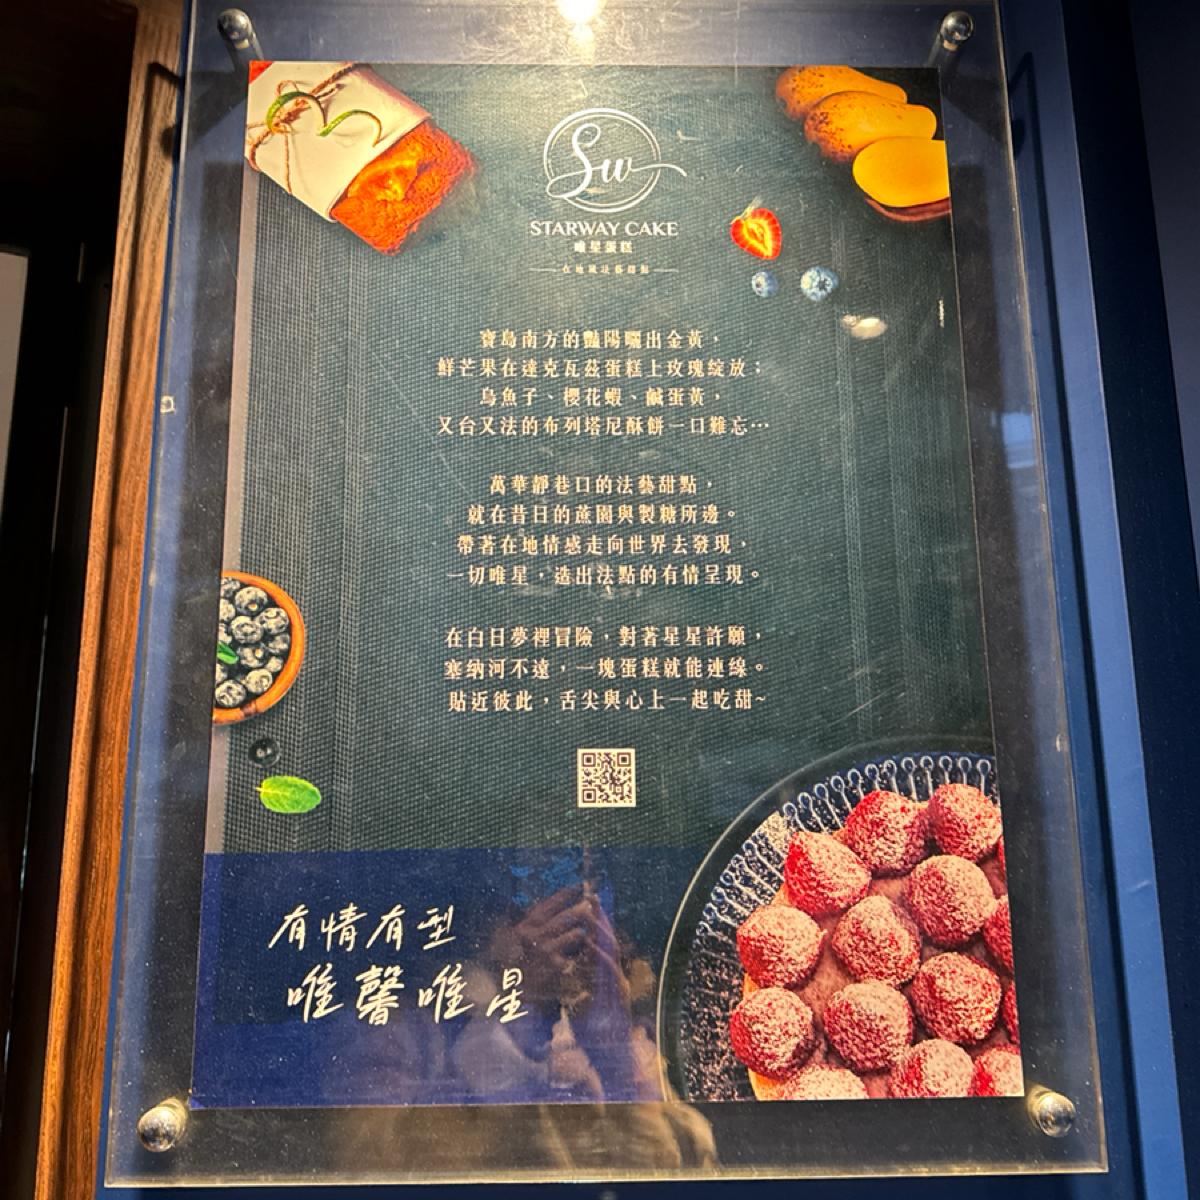 Sw
STARWAY CAKE
唯星蛋糕
在地風法藝甜點
寶島南方的豔陽曬出金黃，
鮮芒果在達克瓦茲蛋糕上玫瑰綻放；
烏魚子、櫻花蝦、鹹蛋黃，
又台又法的布列塔尼酥餅一口難忘…
萬華靜巷口的法藝甜點，
就在昔日的蔗園與製糖所邊。
帶著在地情感走向世界去發現，
一切唯星，造出法點的有情呈現。
在白日夢裡冒險，對著星星許願，
塞納河不遠，一塊蛋糕就能連線。
貼近彼此，舌尖與心上一起吃甜~
有情有型
唯馨唯星